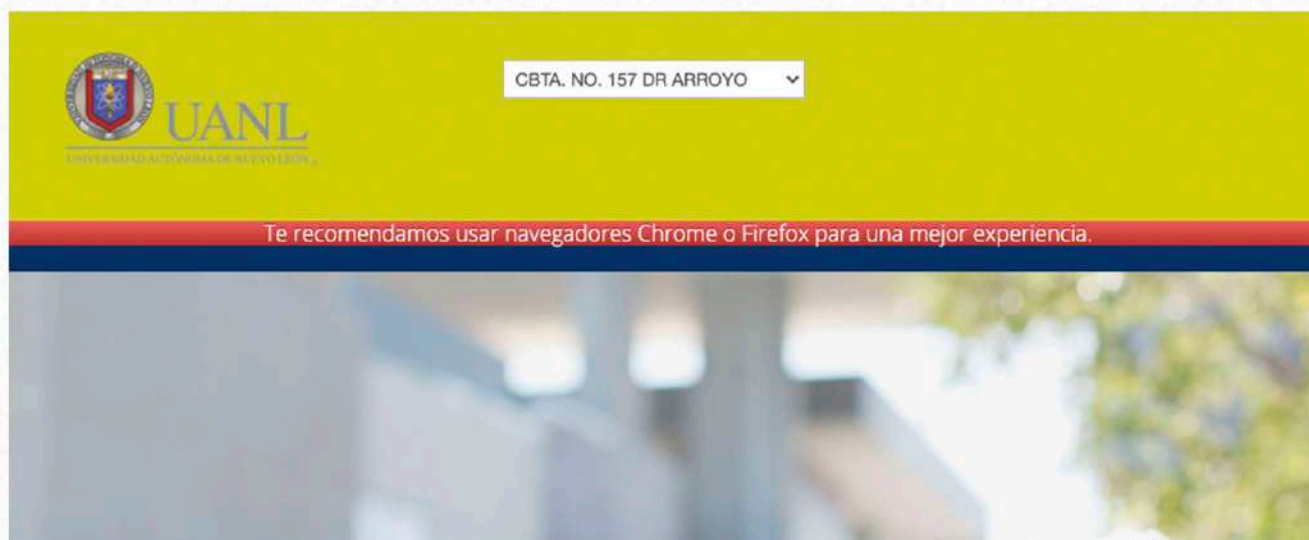 CBTA. NO. 157 DR ARROYO
UANL
UNIVERSIDAD AUTÓNOMA DE NUEVO LEÓN
Te recomendamos usar navegadores Chrome o Firefox para una mejor experiencia.